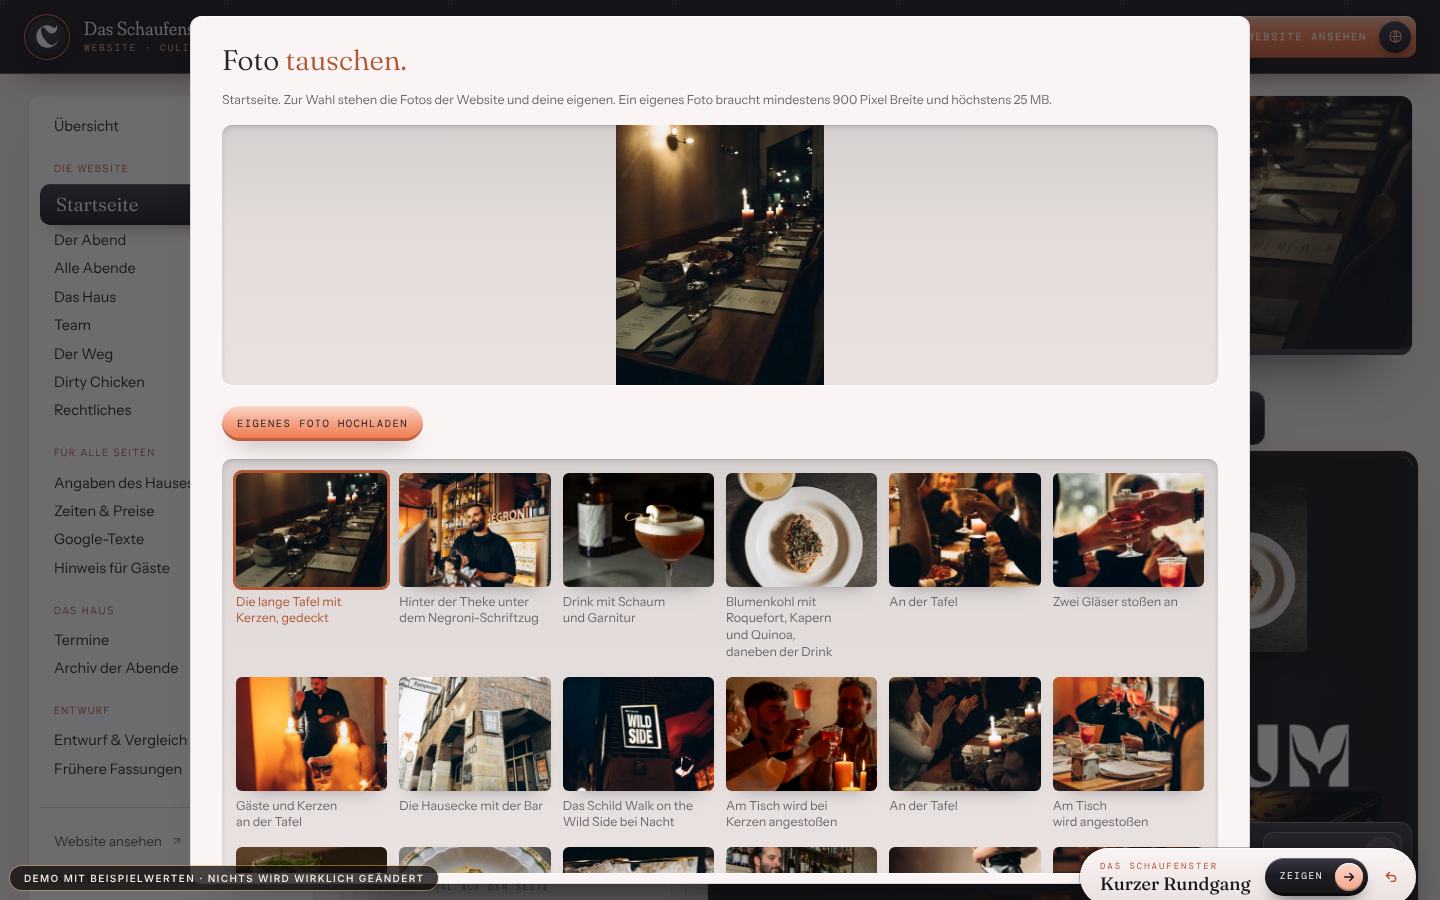 Das Schaufens
WEBSITE · CULI
WEBSITE ANSEHEN
Übersicht
DIE WEBSITE
Startseite
Der Abend
Alle Abende
Das Haus
Team
Der Weg
Dirty Chicken
Rechtliches
FÜR ALLE SEITEN
Angaben des Hauses
Zeiten & Preise
Google-Texte
Hinweis für Gäste
DAS HAUS
Termine
Archiv der Abende
ENTWURF
Entwurf & Vergleich
Frühere Fassungen
Website ansehen
Foto tauschen.
Startseite. Zur Wahl stehen die Fotos der Website und deine eigenen. Ein eigenes Foto braucht mindestens 900 Pixel Breite und höchstens 25 MB.
EIGENES FOTO HOCHLADEN
NEGRONI
Die lange Tafel mit
Kerzen, gedeckt
Hinter der Theke unter
dem Negroni-Schriftzug
Drink mit Schaum
und Garnitur
Blumenkohl mit
Roquefort, Kapern
und Quinoa,
daneben der Drink
An der Tafel
Zwei Gläser stoßen an
WILD
SIDE
WILD
SIDE
Gäste und Kerzen
an der Tafel
Die Hausecke mit der Bar
Das Schild Walk on the
Wild Side bei Nacht
Am Tisch wird bei
Kerzen angestoßen
An der Tafel
Am Tisch
wird angestoßen
UM
DEMO MIT BEISPIELWERTEN · NICHTS WIRD WIRKLICH GEÄNDERT
AUF DER SEITE
DAS SCHAUFENSTER
Kurzer Rundgang
ZEIGEN